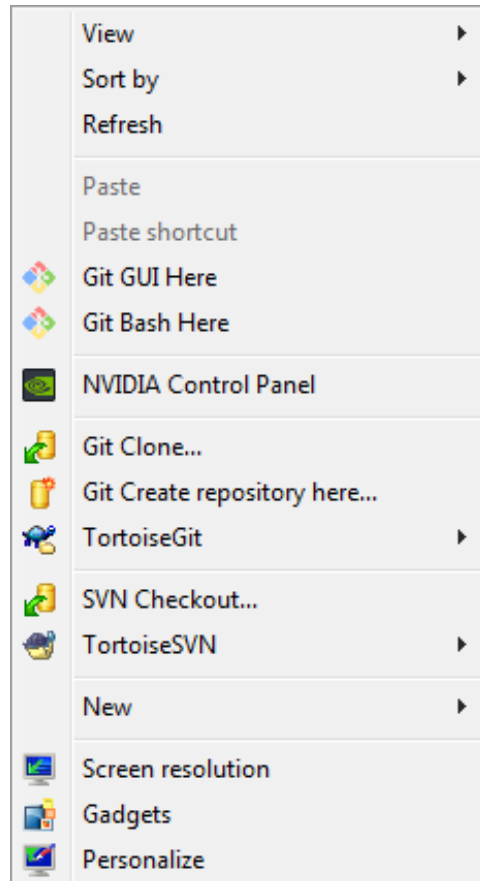 View
Sort by
Refresh
Paste
Paste shortcut
Git GUI Here
Git Bash Here
NVIDIA Control Panel
Git Clone...
Git Create repository here...
TortoiseGit
SVN Checkout...
TortoiseSVN
New
Screen resolution
Gadgets
Personalize